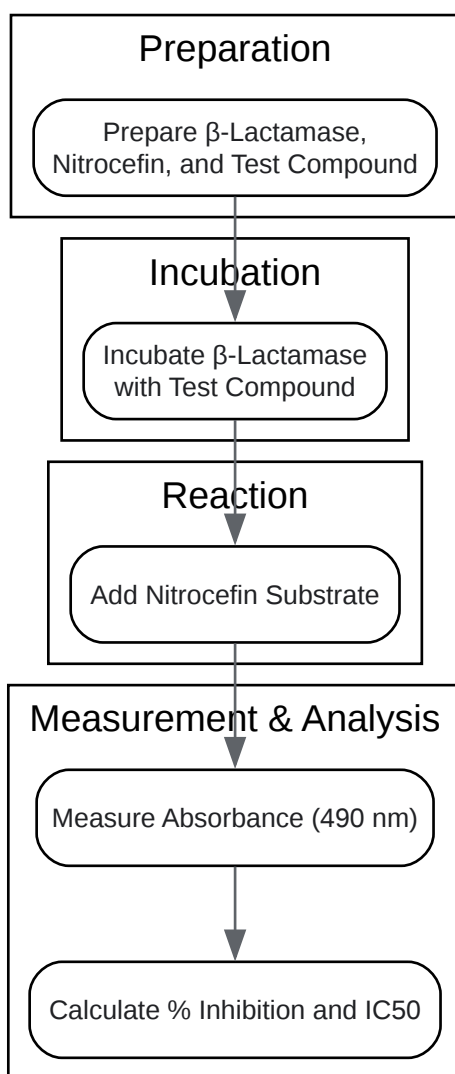 Preparation
Prepare β-Lactamase,
Nitrocefin, and Test Compound
Incubation
Incubate β-Lactamase
with Test Compound
Reaction
Add Nitrocefin Substrate
Measurement & Analysis
Measure Absorbance (490 nm)
Calculate % Inhibition and IC50